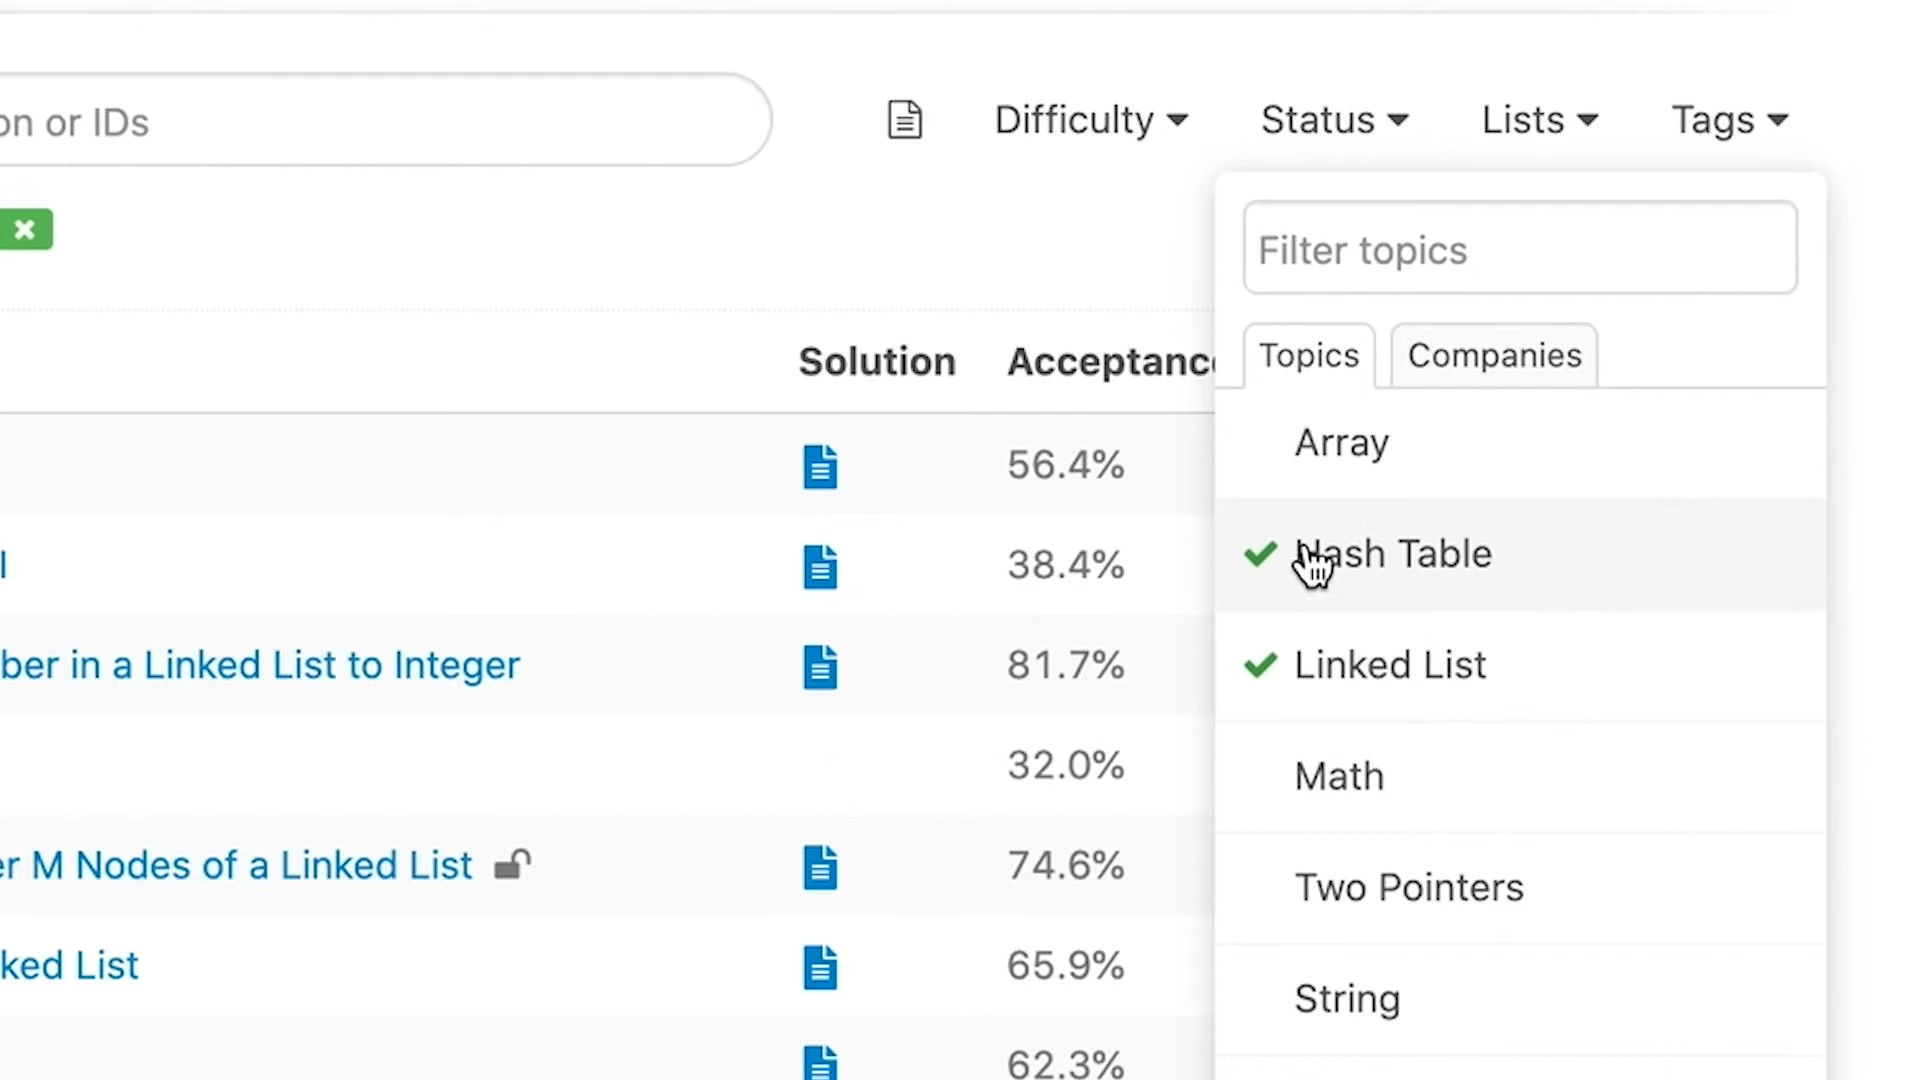 on or IDs
Difficulty
Status
Lists
Tags
Filter topics
Topics
Companies
Solution
Acceptance
Array
56.4%
Hash Table
38.4%
ber in a Linked List to Integer
81.7%
Linked List
32.0%
Math
er M Nodes of a Linked List
74.6%
Two Pointers
ked List
65.9%
String
62.3%